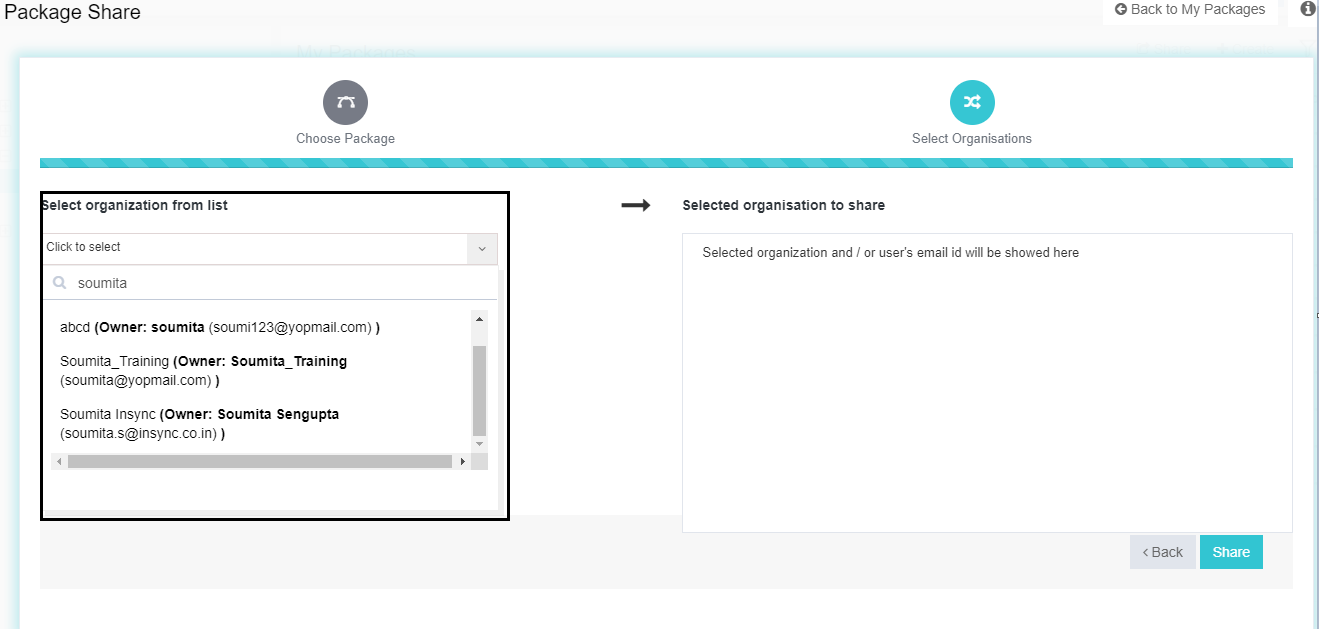 Package Share
Back to My Packages
My Packages
Choose Package
Select Organisations
Select organization from list
Selected organisation to share
Click to select
Selected organization and / or user's email id will be showed here
soumita
abcd (Owner: soumita (soumi123@yopmail.com) )
Soumita_Training (Owner: Soumita_Training
(soumita@yopmail.com) )
Soumita Insync (Owner: Soumita Sengupta
(soumita.s@insync.co.in) )
< Back
Share